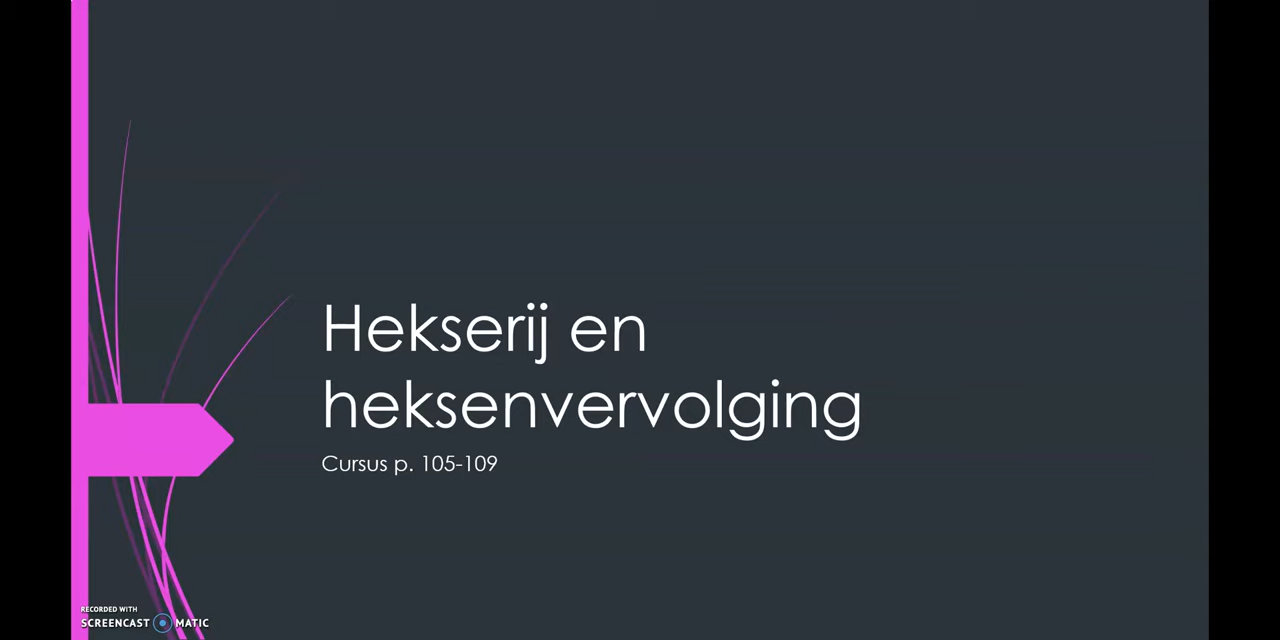 Hekserij en
heksenvervolging
Cursus p. 105-109
RECORDED WITH
SCREENCAST MATIC